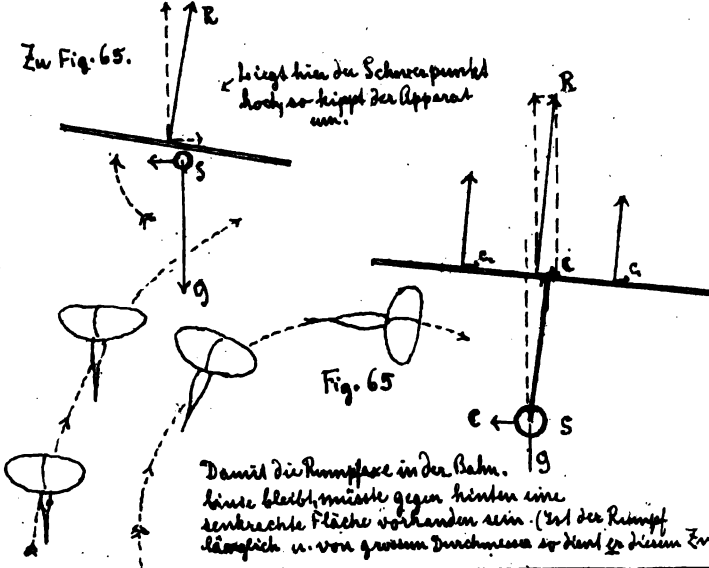 Zu Fig. 65.
R
Liegt hier der Schwerpunkt
hoch, so kippt der Apparat
um.
S
g
R
c₂
C
c₁
Fig. 65
C
S
g
Damit die Rumpfaxe in der Bahn.
linie bleibt, müsste gegen hinten eine
senkrechte Fläche vorhanden sein. (Ist der Rumpf
länglich u. von grossem Durchmesser so dient er diesem